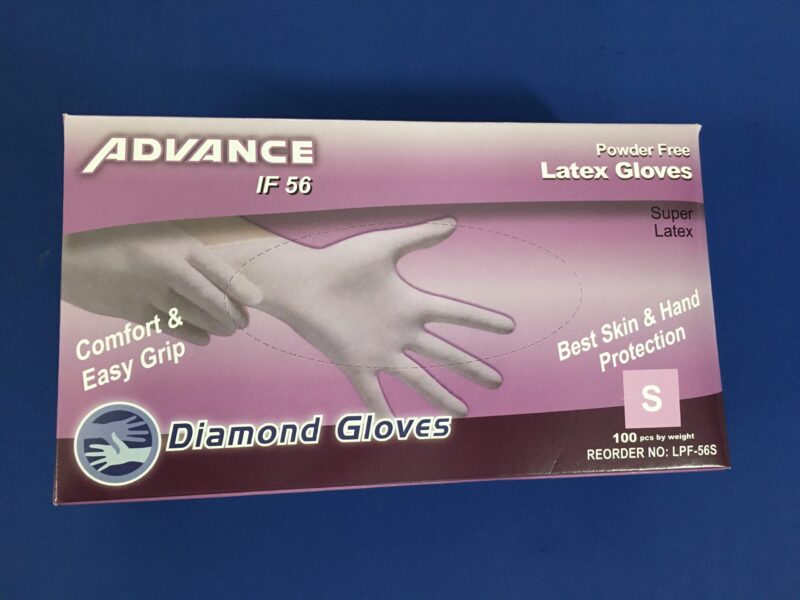 ADVANCE
IF 56
Powder Free
Latex Gloves
Super
Latex
Comfort &
Easy Grip
Best Skin & Hand
Protection
S
Diamond Gloves
100 pcs by weight
REORDER NO: LPF-56S